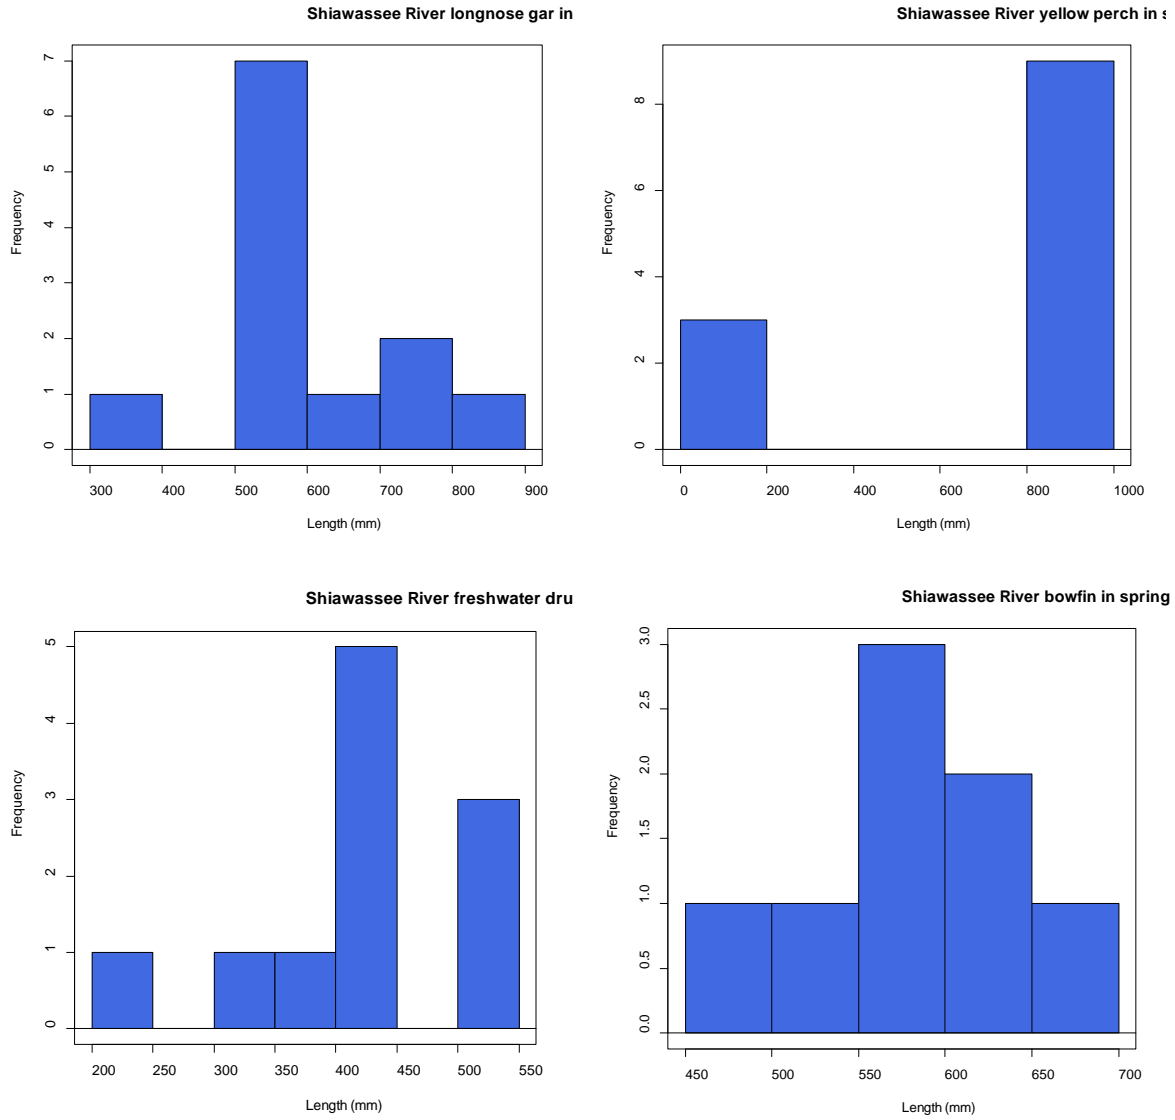 Shiawassee River longnose gar in
7
6
5
4
3
2
1
0
Frequency
300 400 500 600 700 800 900
Length (mm)
Shiawassee River yellow perch in s
8
6
4
2
0
Frequency
0 200 400 600 800 1000
Length (mm)
Shiawassee River freshwater dru
5
4
3
2
1
0
Frequency
200 250 300 350 400 450 500 550
Length (mm)
Shiawassee River bowfin in spring
3.0
2.5
2.0
1.5
1.0
0.5
0.0
Frequency
450 500 550 600 650 700
Length (mm)